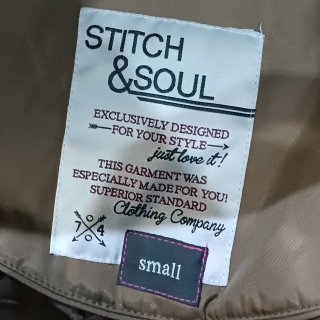 STITCH
&SOUL
EXCLUSIVELY DESIGNED
FOR YOUR STYLE
just love it!
THIS GARMENT WAS
ESPECIALLY MADE FOR YOU!
SUPERIOR STANDARD
Clothing Company
7 4
small